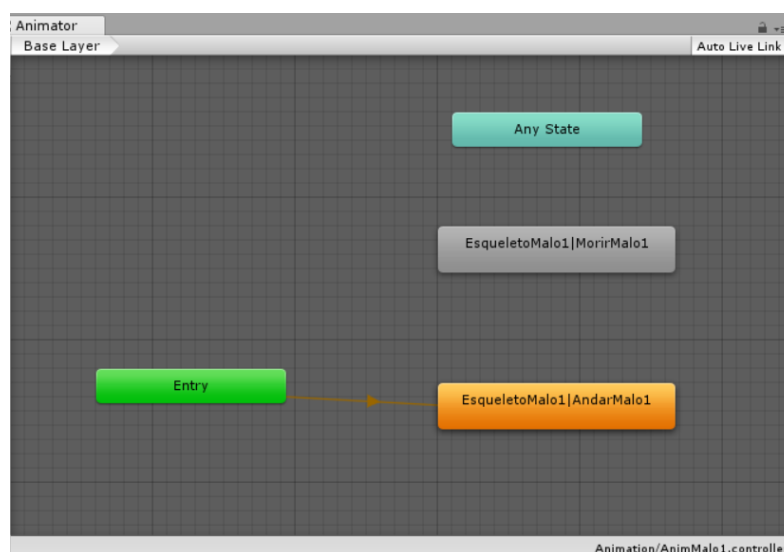 Animator
Base Layer
Auto Live Link
Any State
EsqueletoMalo1|MorirMalo1
Entry
EsqueletoMalo1|AndarMalo1
Animation/AnimMalo1.controlle